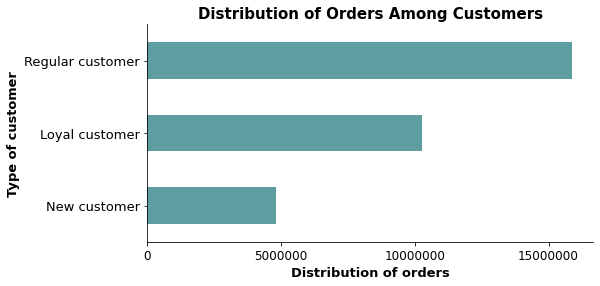 Distribution of Orders Among Customers
Type of customer
Regular customer
Loyal customer
New customer
0 5000000 10000000 15000000
Distribution of orders